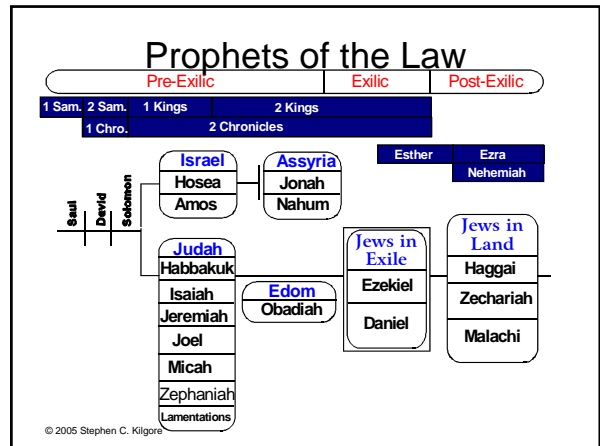 Prophets of the Law
Pre-Exilic Exilic Post-Exilic
1 Sam. 2 Sam. 1 Kings 2 Kings
1 Chro. 2 Chronicles
Esther Ezra
Nehemiah
Saul
David
Solomon
Israel
Hosea
Amos
Assyria
Jonah
Nahum
Judah
Habbakuk
Isaiah
Jeremiah
Joel
Micah
Zephaniah
Lamentations
Edom
Obadiah
Jews in
Exile
Ezekiel
Daniel
Jews in
Land
Haggai
Zechariah
Malachi
© 2005 Stephen C. Kilgore